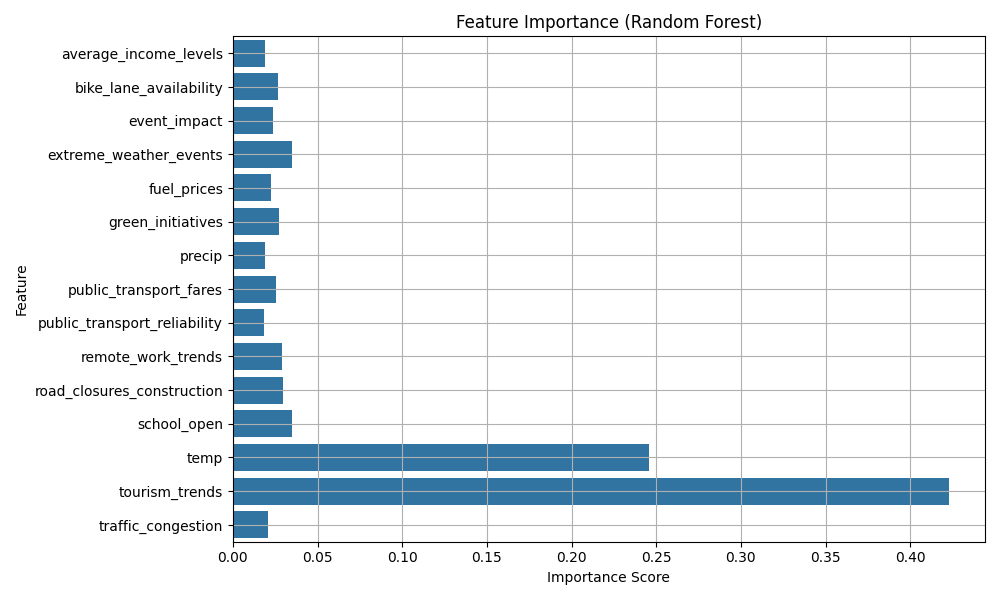 Feature Importance (Random Forest)
Feature
average_income_levels
bike_lane_availability
event_impact
extreme_weather_events
fuel_prices
green_initiatives
precip
public_transport_fares
public_transport_reliability
remote_work_trends
road_closures_construction
school_open
temp
tourism_trends
traffic_congestion
0.00 0.05 0.10 0.15 0.20 0.25 0.30 0.35 0.40
Importance Score